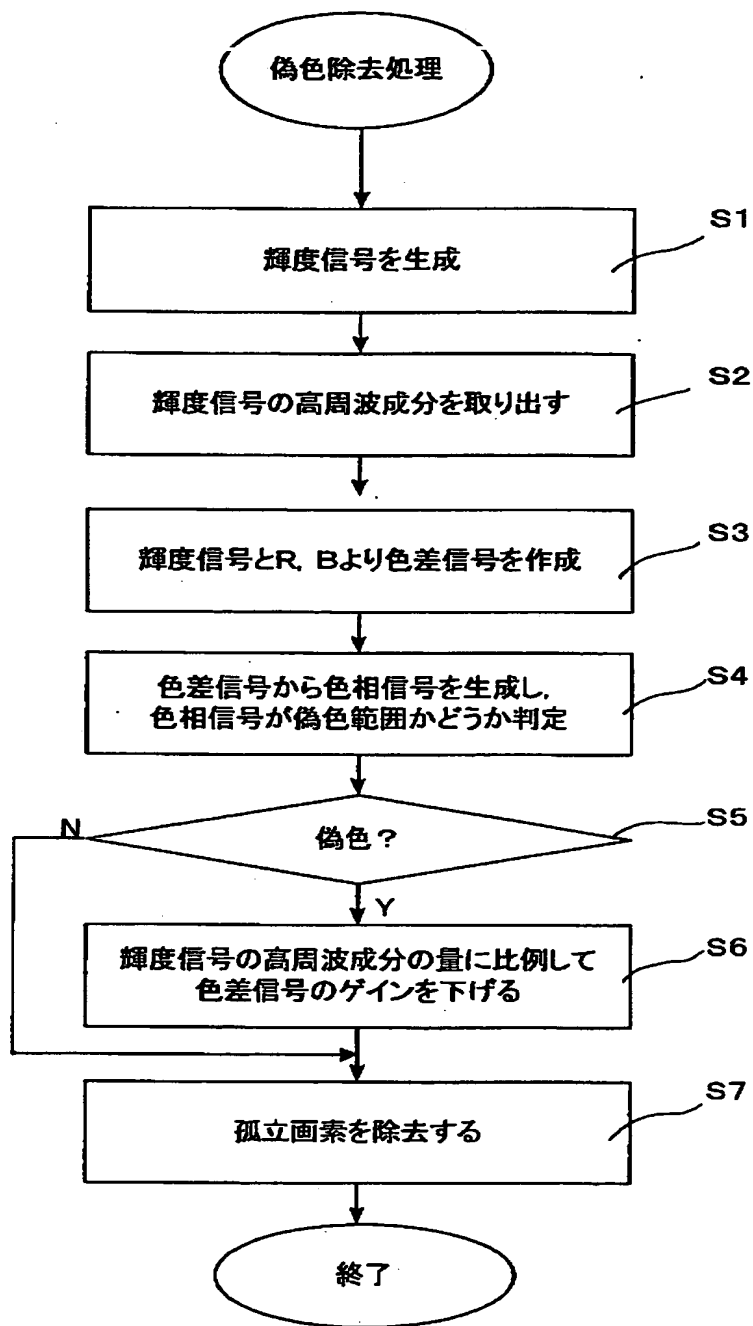 偽色除去処理
S1
輝度信号を生成
S2
輝度信号の高周波成分を取り出す
S3
輝度信号とR, Bより色差信号を作成
S4
色差信号から色相信号を生成し,
色相信号が偽色範囲かどうか判定
S5
N
偽色？
Y
S6
輝度信号の高周波成分の量に比例して
色差信号のゲインを下げる
S7
孤立画素を除去する
終了